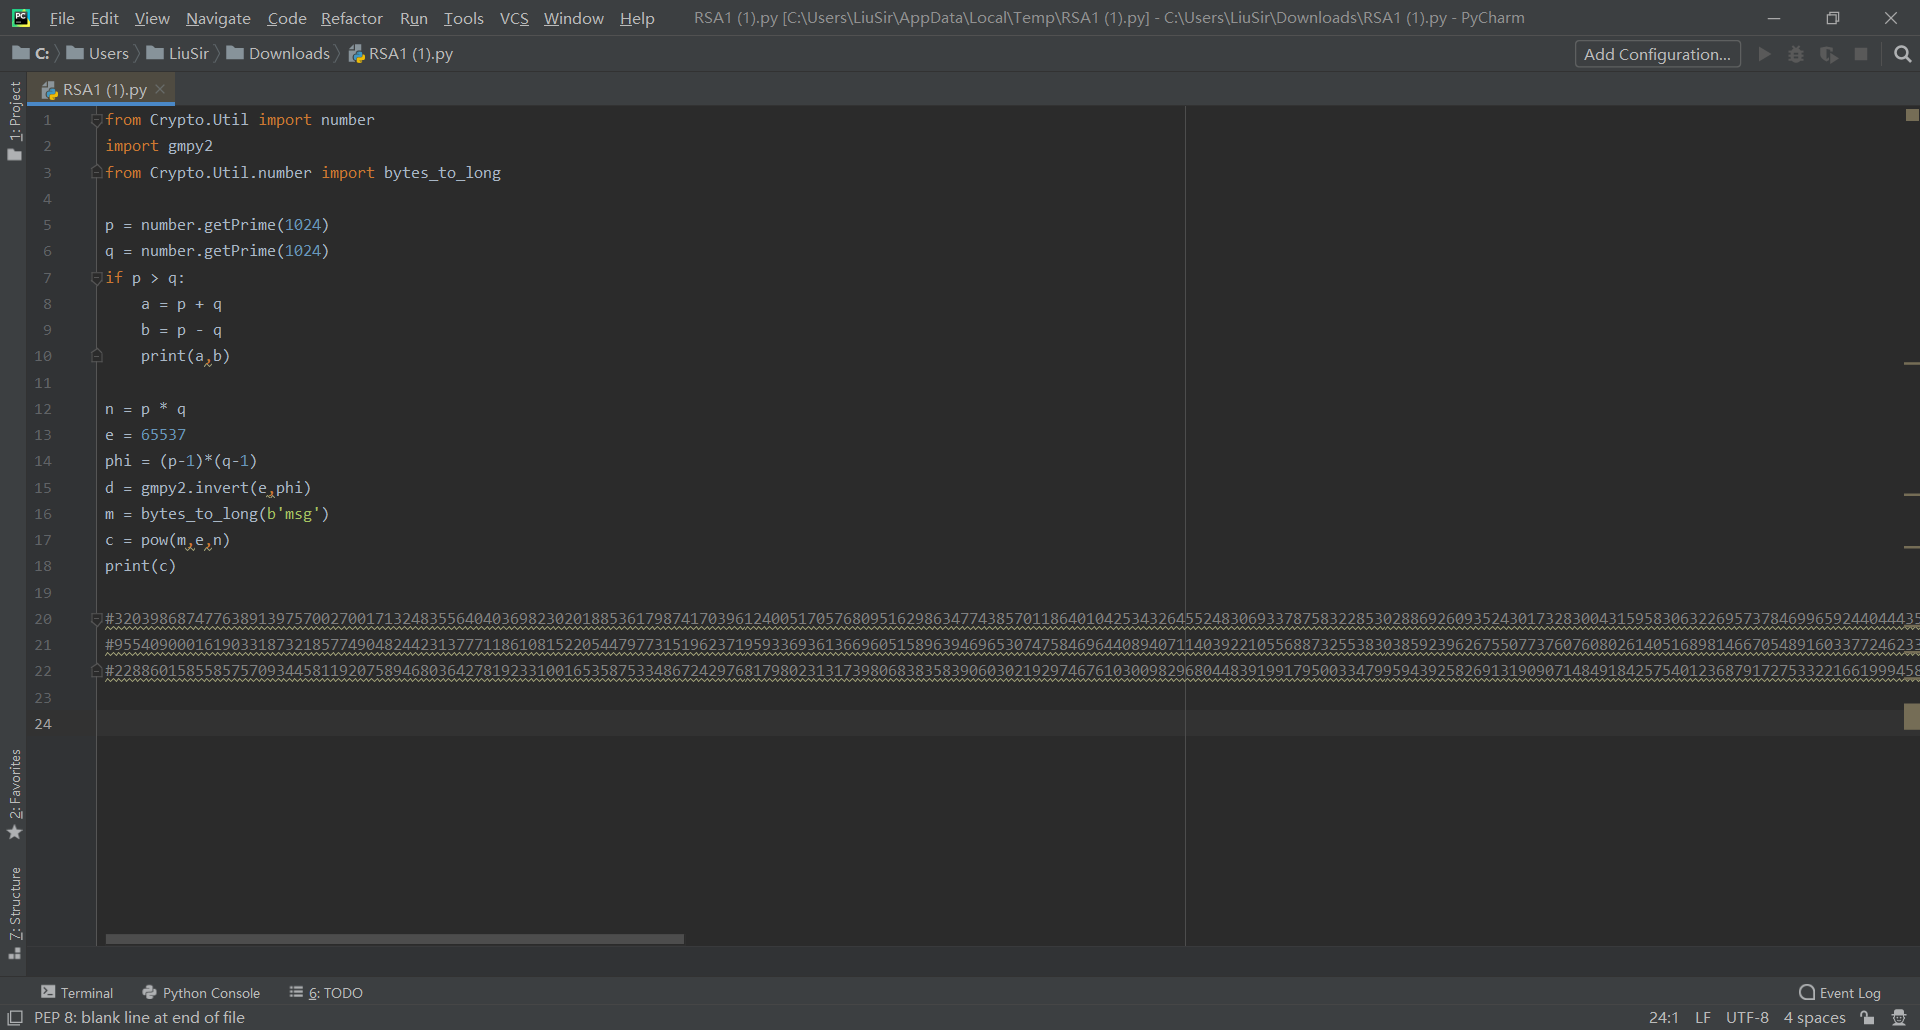 File Edit View Navigate Code Refactor Run Tools VCS Window Help RSA1 (1).py [C:\Users\LiuSir\AppData\Local\Temp\RSA1 (1).py] - C:\Users\LiuSir\Downloads\RSA1 (1).py - PyCharm
C: Users LiuSir Downloads RSA1 (1).py Add Configuration...
RSA1 (1).py
1: Project
1 from Crypto.Util import number
2 import gmpy2
3 from Crypto.Util.number import bytes_to_long
4
5 p = number.getPrime(1024)
6 q = number.getPrime(1024)
7 if p > q:
8     a = p + q
9     b = p - q
10     print(a,b)
11
12 n = p * q
13 e = 65537
14 phi = (p-1)*(q-1)
15 d = gmpy2.invert(e,phi)
16 m = bytes_to_long(b'msg')
17 c = pow(m,e,n)
18 print(c)
19
20
21
22
23
24
2: Favorites
7: Structure
Terminal Python Console 6: TODO Event Log
PEP 8: blank line at end of file 24:1 LF UTF-8 4 spaces